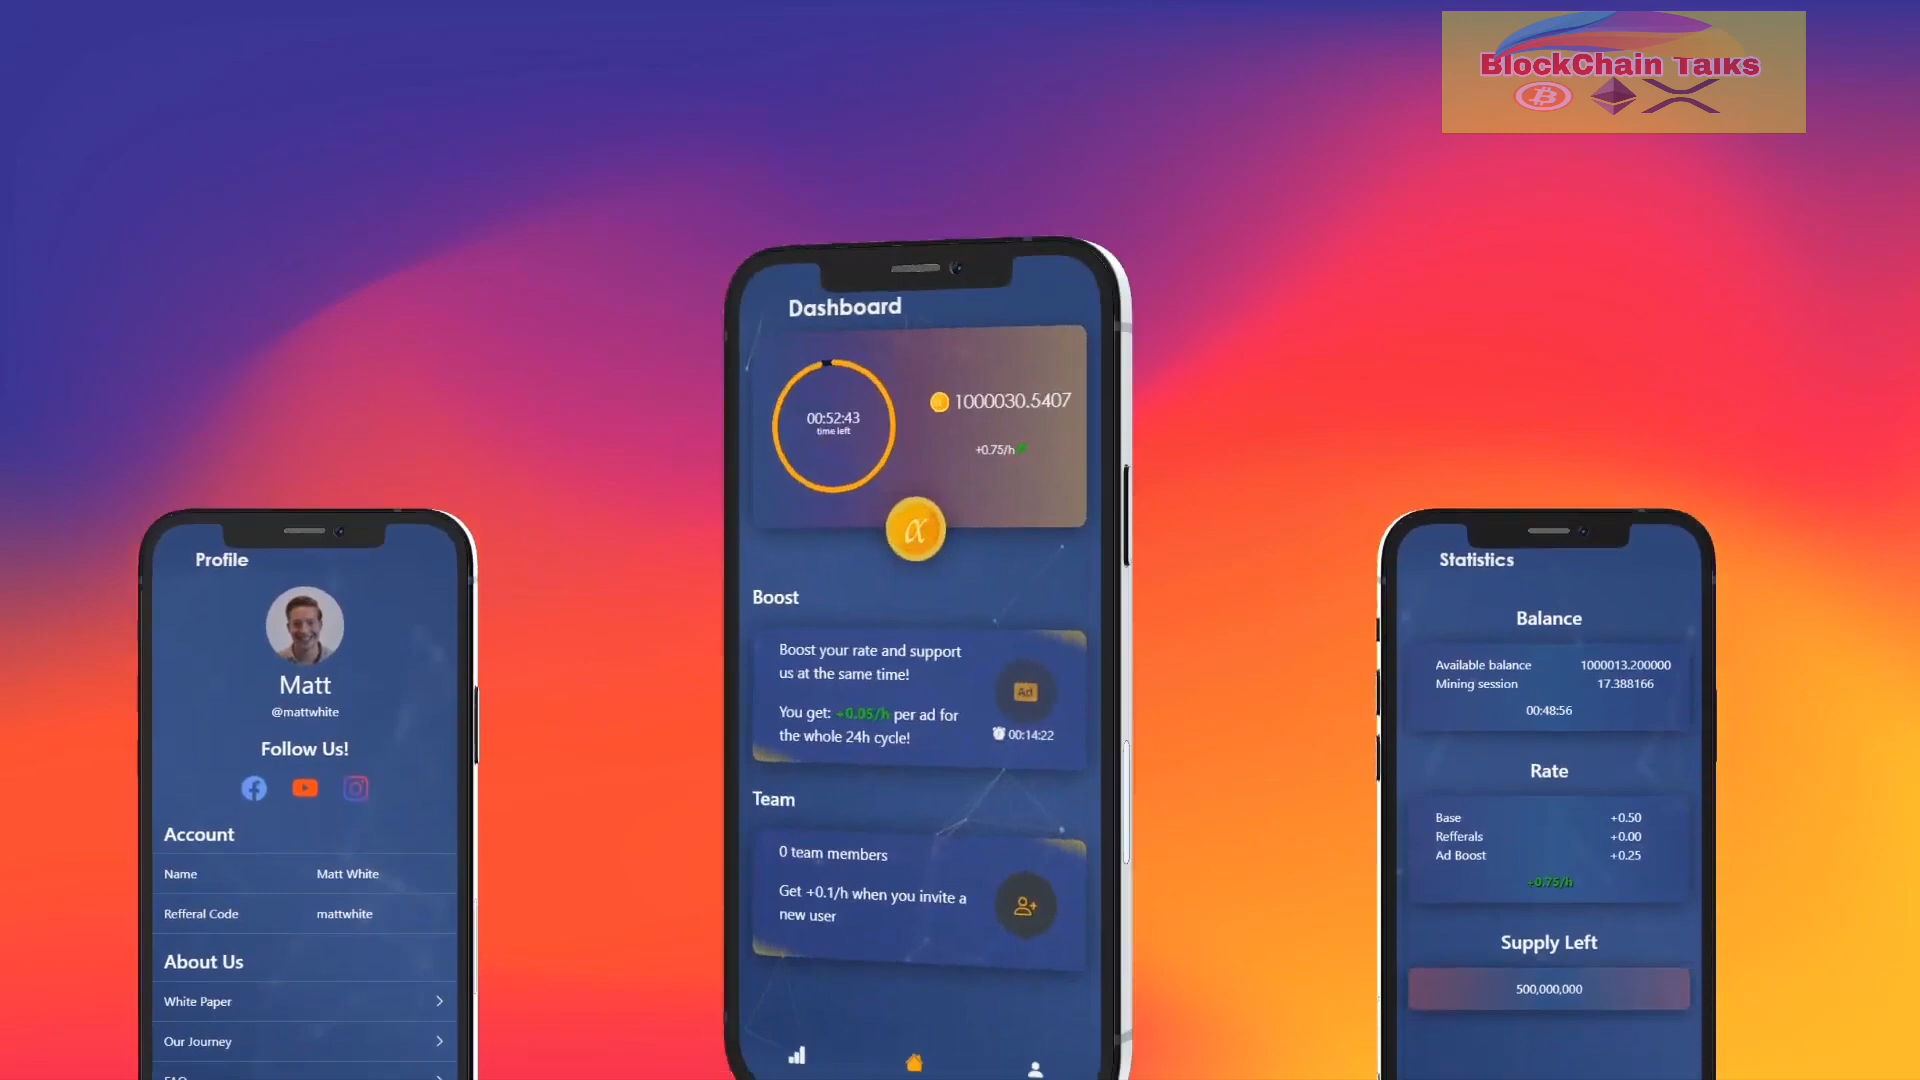 BlockChain Talks
Dashboard
00:52:43
time left
1000030.5407
+0.75/h
α
Boost
Boost your rate and support
us at the same time!
You get: +0.05/h per ad for
the whole 24h cycle!
Ad
00:14:22
Team
0 team members
Get +0.1/h when you invite a
new user
Profile
Matt
@mattwhite
Follow Us!
Account
Name Matt White
Refferal Code mattwhite
About Us
White Paper
Our Journey
FAQ
Statistics
Balance
Available balance 1000013.200000
Mining session 17.388166
00:48:56
Rate
Base +0.50
Refferals +0.00
Ad Boost +0.25
+0.75/h
Supply Left
500,000,000